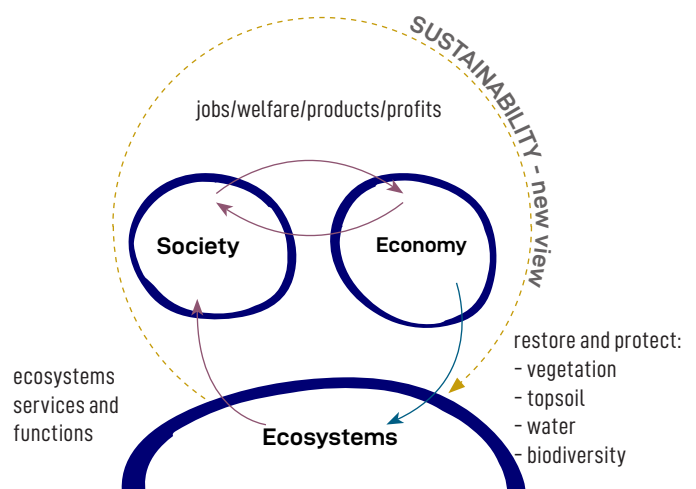 SUSTAINABILITY - new view
jobs/welfare/products/profits
Society
Economy
restore and protect:
- vegetation
- topsoil
- water
- biodiversity
ecosystems
services and
functions
Ecosystems